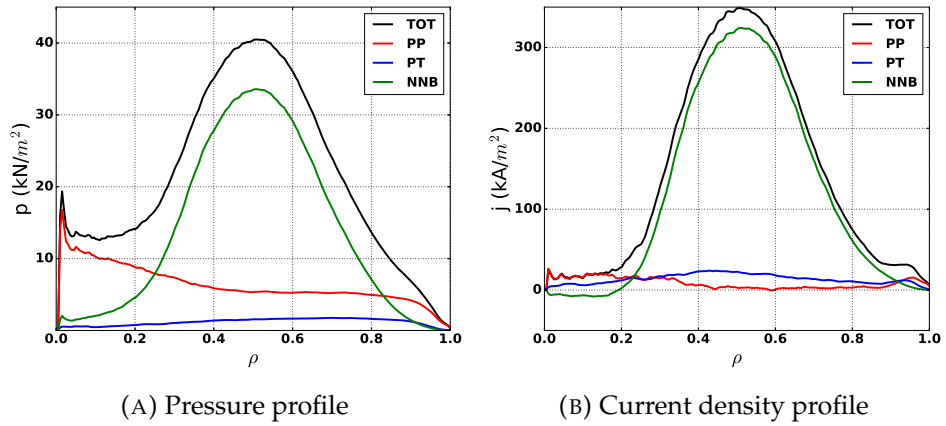 p (kN/m²)
40
30
20
10
0.0 0.2 0.4 0.6 0.8 1.0
ρ
TOT
PP
PT
NNB
(A) Pressure profile
j (kA/m²)
300
200
100
0
0.0 0.2 0.4 0.6 0.8 1.0
ρ
TOT
PP
PT
NNB
(B) Current density profile